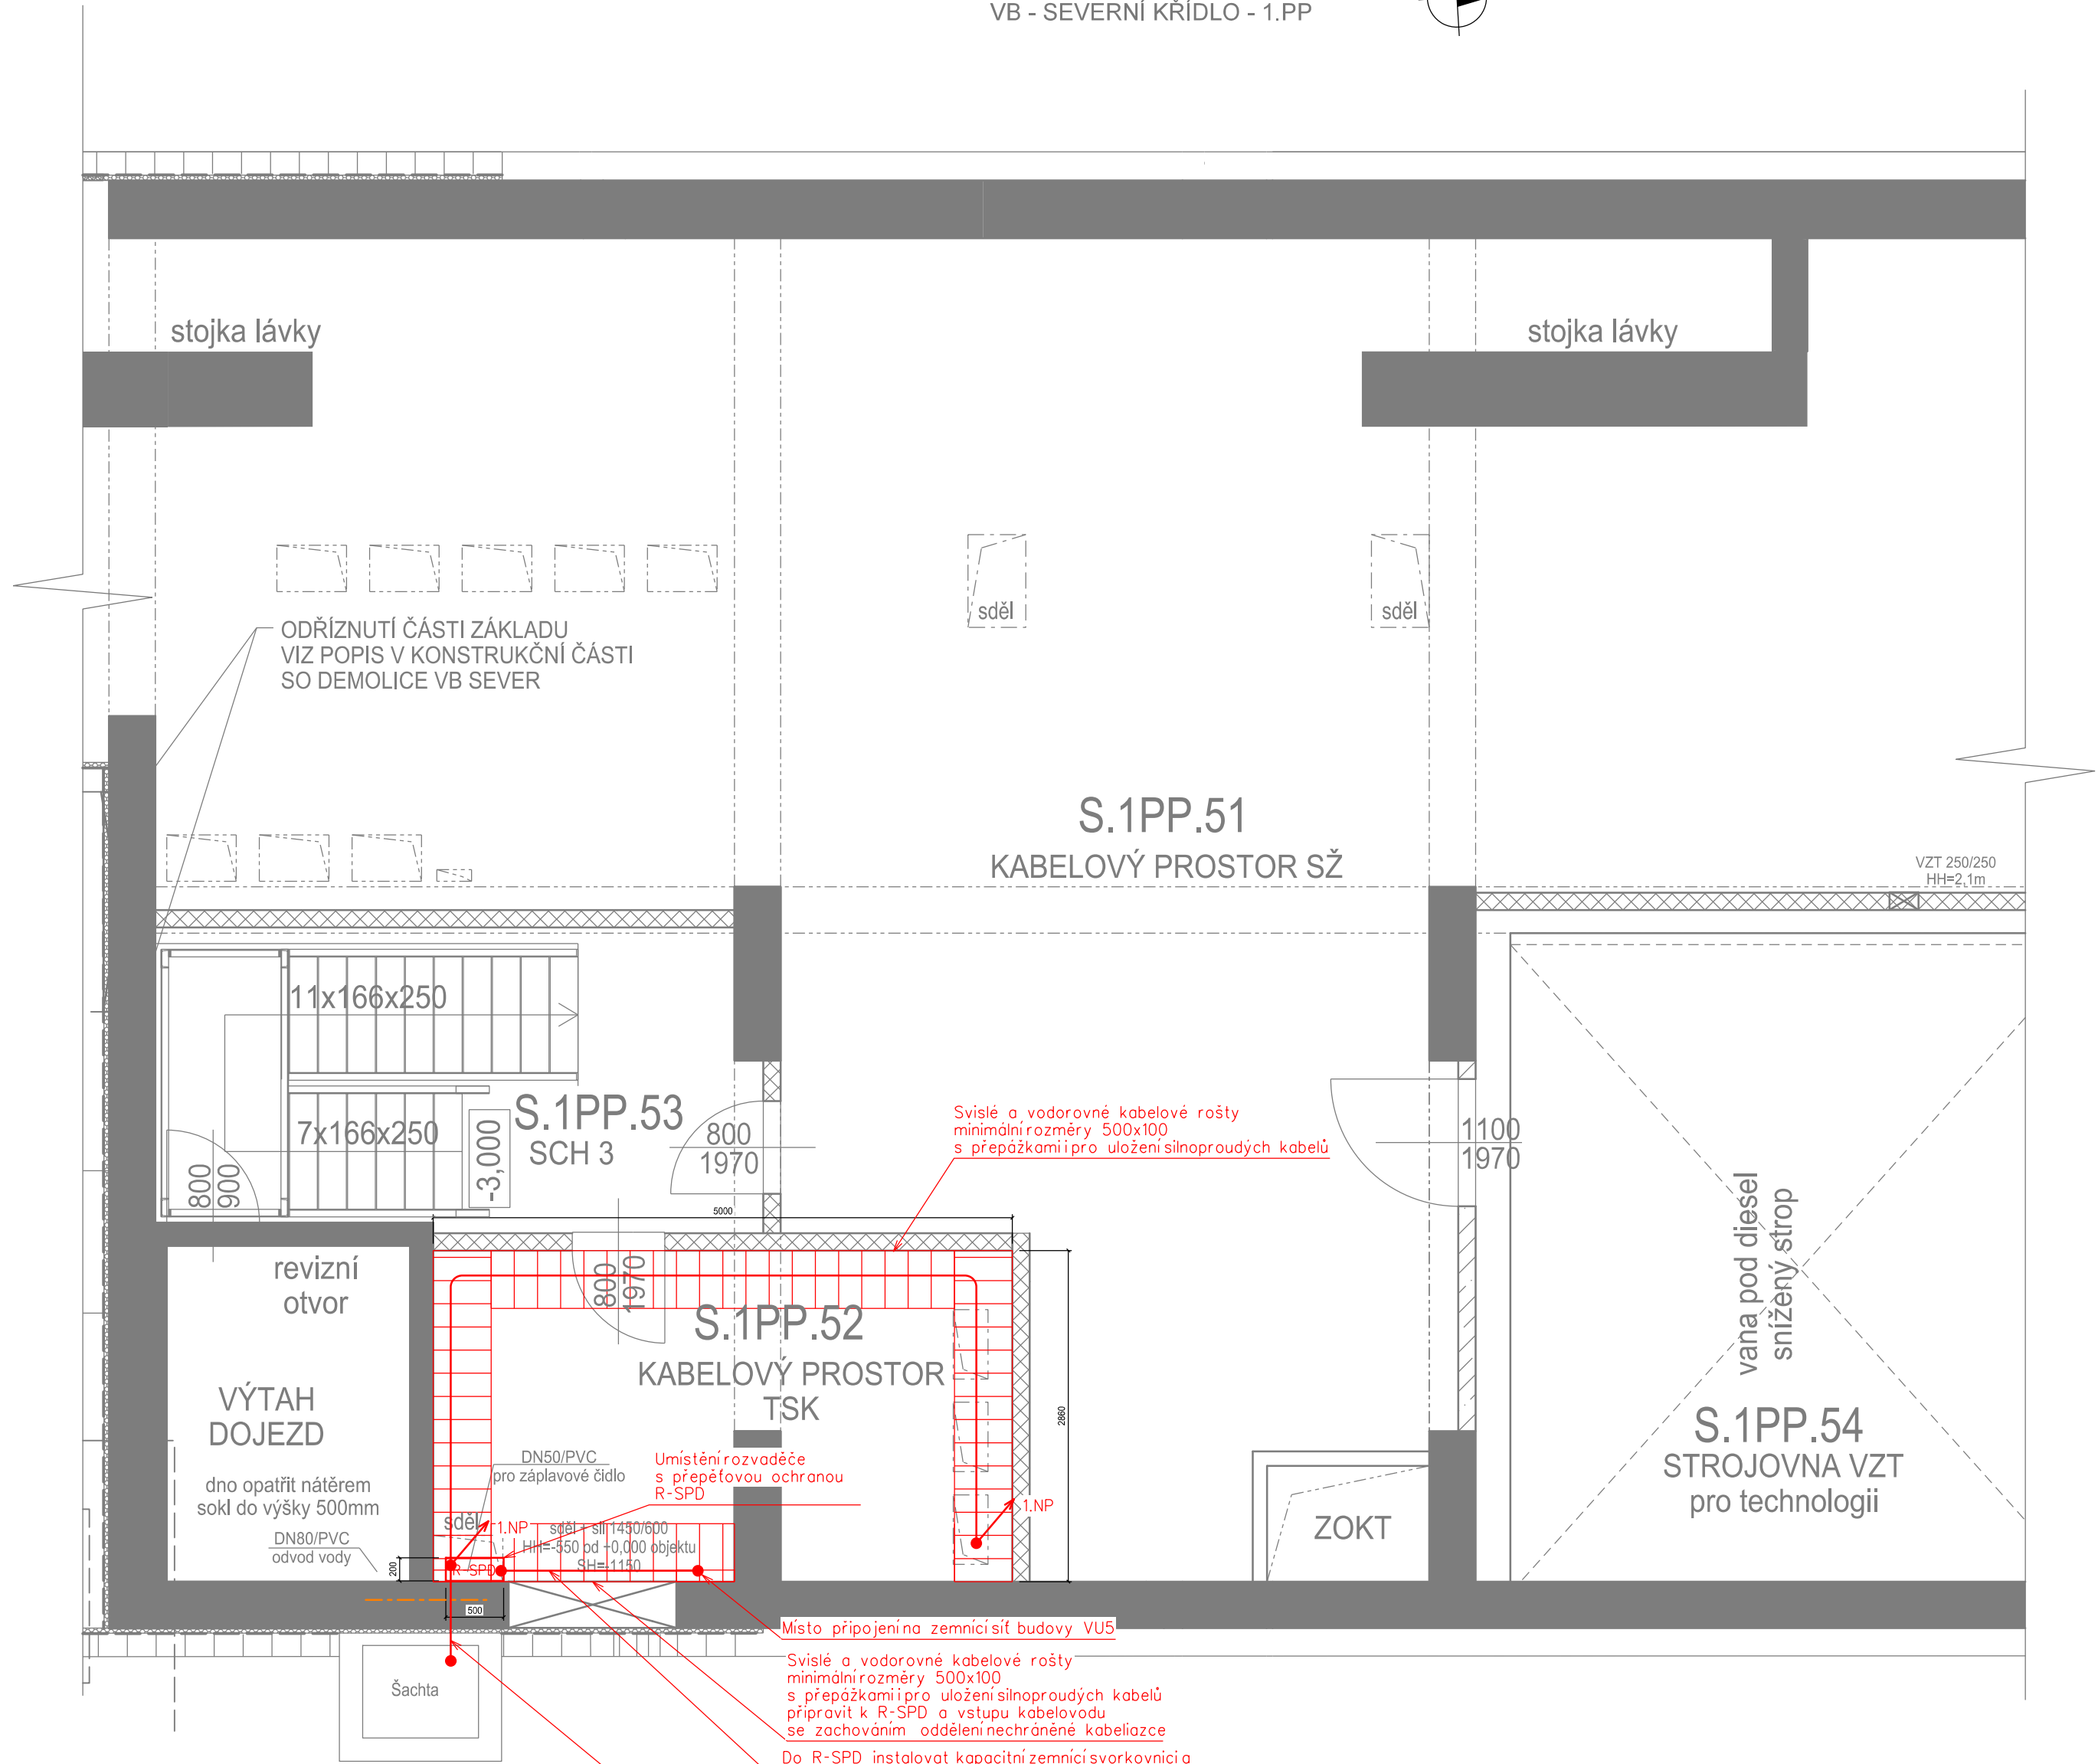 VB - SEVERNÍ KŘÍDLO - 1.PP
stojka lávky
stojka lávky
sděl
sděl
ODŘÍZNUTÍ ČÁSTI ZÁKLADU
VIZ POPIS V KONSTRUKČNÍ ČÁSTI
SO DEMOLICE VB SEVER
S.1PP.51
KABELOVÝ PROSTOR SŽ
VZT 250/250
HH=2,1m
11x166x250
7x166x250
-3,000
S.1PP.53
SCH 3
800
1970
800
900
Svislé a vodorovné kabelové rošty
minimální rozměry 500x100
s přepážkami i pro uložení silnoproudých kabelů
1100
1970
5000
revizní
otvor
800
1970
S.1PP.52
KABELOVÝ PROSTOR
TSK
2860
vana pod diesel
snížený strop
VÝTAH
DOJEZD
dno opatřit nátěrem
sokl do výšky 500mm
DN80/PVC
odvod vody
DN50/PVC
pro záplavové čidlo
Umístění rozvaděče
s přepěťovou ochranou
R-SPD
S.1PP.54
STROJOVNA VZT
pro technologii
ZOKT
1.NP
sděl
1.NP
sděl + sil 1450/600
HH=-550 od +0,000 objektu
SH=-1150
R-SPD
200
500
Místo připojení na zemnící síť budovy VU5
Šachta
Svislé a vodorovné kabelové rošty
minimální rozměry 500x100
s přepážkami i pro uložení silnoproudých kabelů
připravit k R-SPD a vstupu kabelovodu
se zachováním oddělení nechráněné kabeliazce
Do R-SPD instalovat kapacitní zemnící svorkovnici a